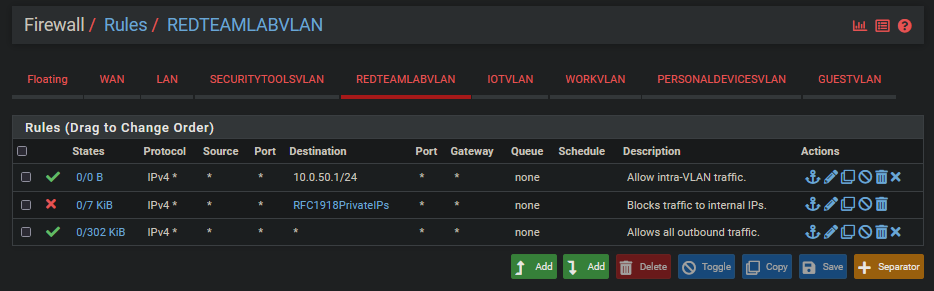 Firewall / Rules / REDTEAMLABVLAN
Floating WAN LAN SECURITYTOOLSVLAN REDTEAMLABVLAN IOTVLAN WORKVLAN PERSONALDEVICESVLAN GUESTVLAN
Rules (Drag to Change Order)
States Protocol Source Port Destination Port Gateway Queue Schedule Description Actions
0/0 B IPv4 * * * 10.0.50.1/24 * * none Allow intra-VLAN traffic.
0/7 KiB IPv4 * * * RFC1918PrivateIPs * * none Blocks traffic to internal IPs.
0/302 KiB IPv4 * * * * * * none Allows all outbound traffic.
Add Add Delete Toggle Copy Save Separator